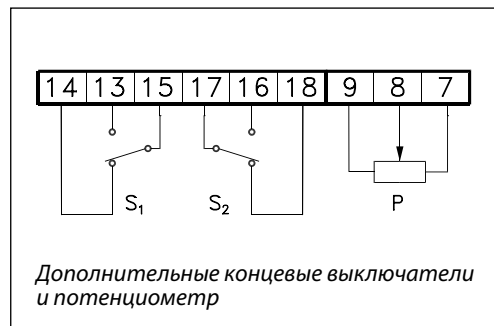 14 13 15 17 16 18 9 8 7
S₁ S₂ P
Дополнительные концевые выключатели
и потенциометр